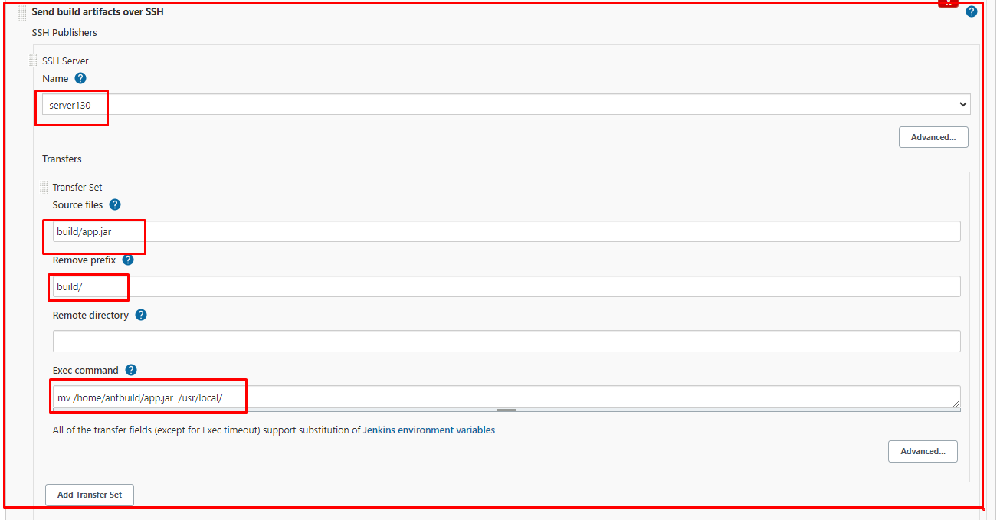 Send build artifacts over SSH
SSH Publishers
SSH Server
Name
server130
Advanced...
Transfers
Transfer Set
Source files
build/app.jar
Remove prefix
build/
Remote directory
Exec command
mv /home/antbuild/app.jar  /usr/local/
All of the transfer fields (except for Exec timeout) support substitution of Jenkins environment variables
Advanced...
Add Transfer Set